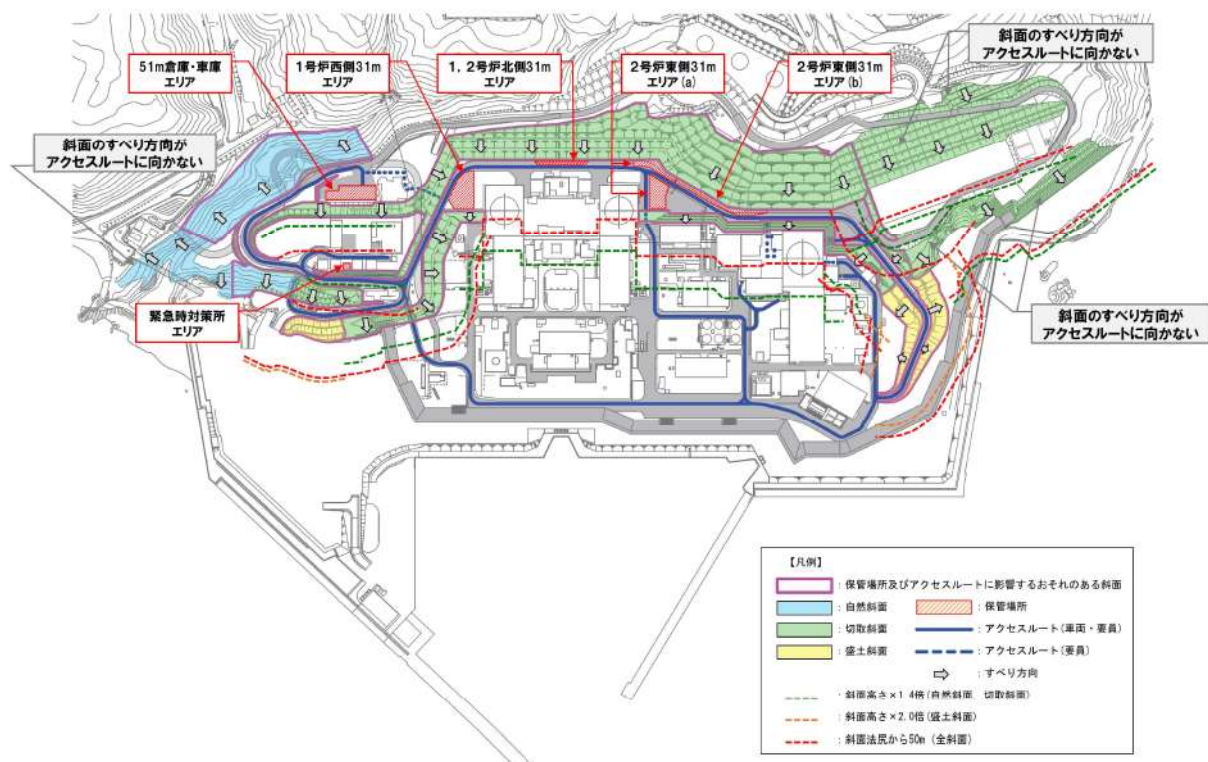 斜面のすべり方向が
アクセスルートに向かない
51m倉庫・車庫
エリア
1号炉西側31m
エリア
1，2号炉北側31m
エリア
2号炉東側31m
エリア(a)
2号炉東側31m
エリア(b)
斜面のすべり方向が
アクセスルートに向かない
緊急時対策所
エリア
斜面のすべり方向が
アクセスルートに向かない
【凡例】
：保管場所及びアクセスルートに影響するおそれのある斜面
：自然斜面
：保管場所
：切取斜面
：アクセスルート(車両・要員)
：盛土斜面
：アクセスルート(要員)
：すべり方向
：斜面高さ×1.4倍(自然斜面，切取斜面)
：斜面高さ×2.0倍(盛土斜面)
：斜面法尻から50m (全斜面)